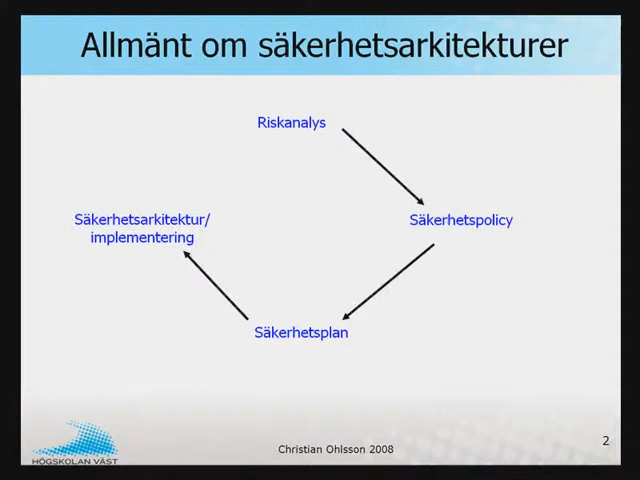 Allmänt om säkerhetsarkitekturer
Riskanalys
Säkerhetsarkitektur/
implementering
Säkerhetspolicy
Säkerhetsplan
HÖGSKOLAN VÄST
Christian Ohlsson 2008
2